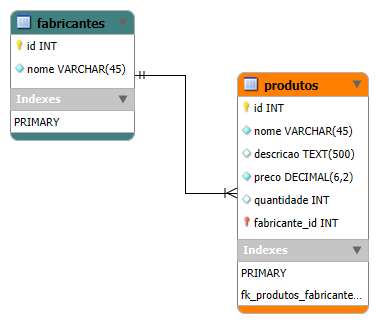 fabricantes
id INT
nome VARCHAR(45)
Indexes
PRIMARY
produtos
id INT
nome VARCHAR(45)
descricao TEXT(500)
preco DECIMAL(6,2)
quantidade INT
fabricante_id INT
Indexes
PRIMARY
fk_produtos_fabricante...